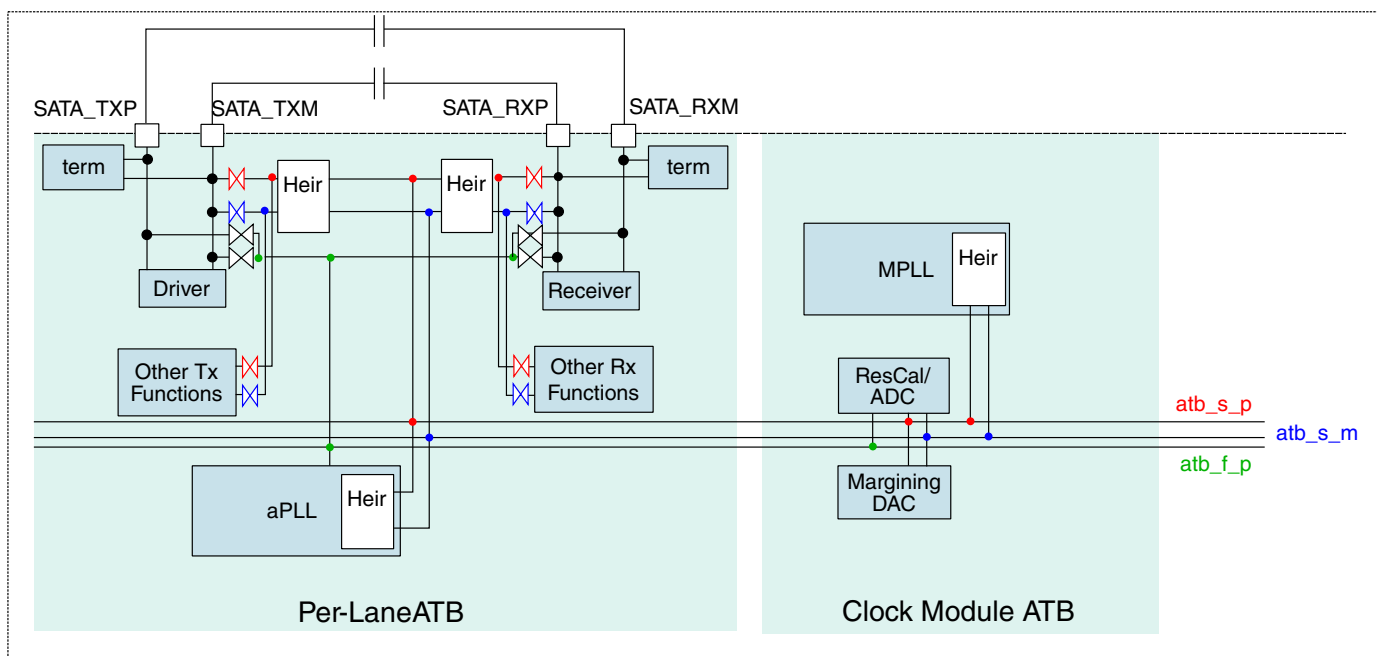 SATA_TXP
SATA_TXM
SATA_RXP
SATA_RXM
term
Heir
Heir
term
Driver
Receiver
MPLL
Heir
Other Tx
Functions
Other Rx
Functions
ResCal/
ADC
atb_s_p
atb_s_m
atb_f_p
aPLL
Heir
Margining
DAC
Per-LaneATB
Clock Module ATB